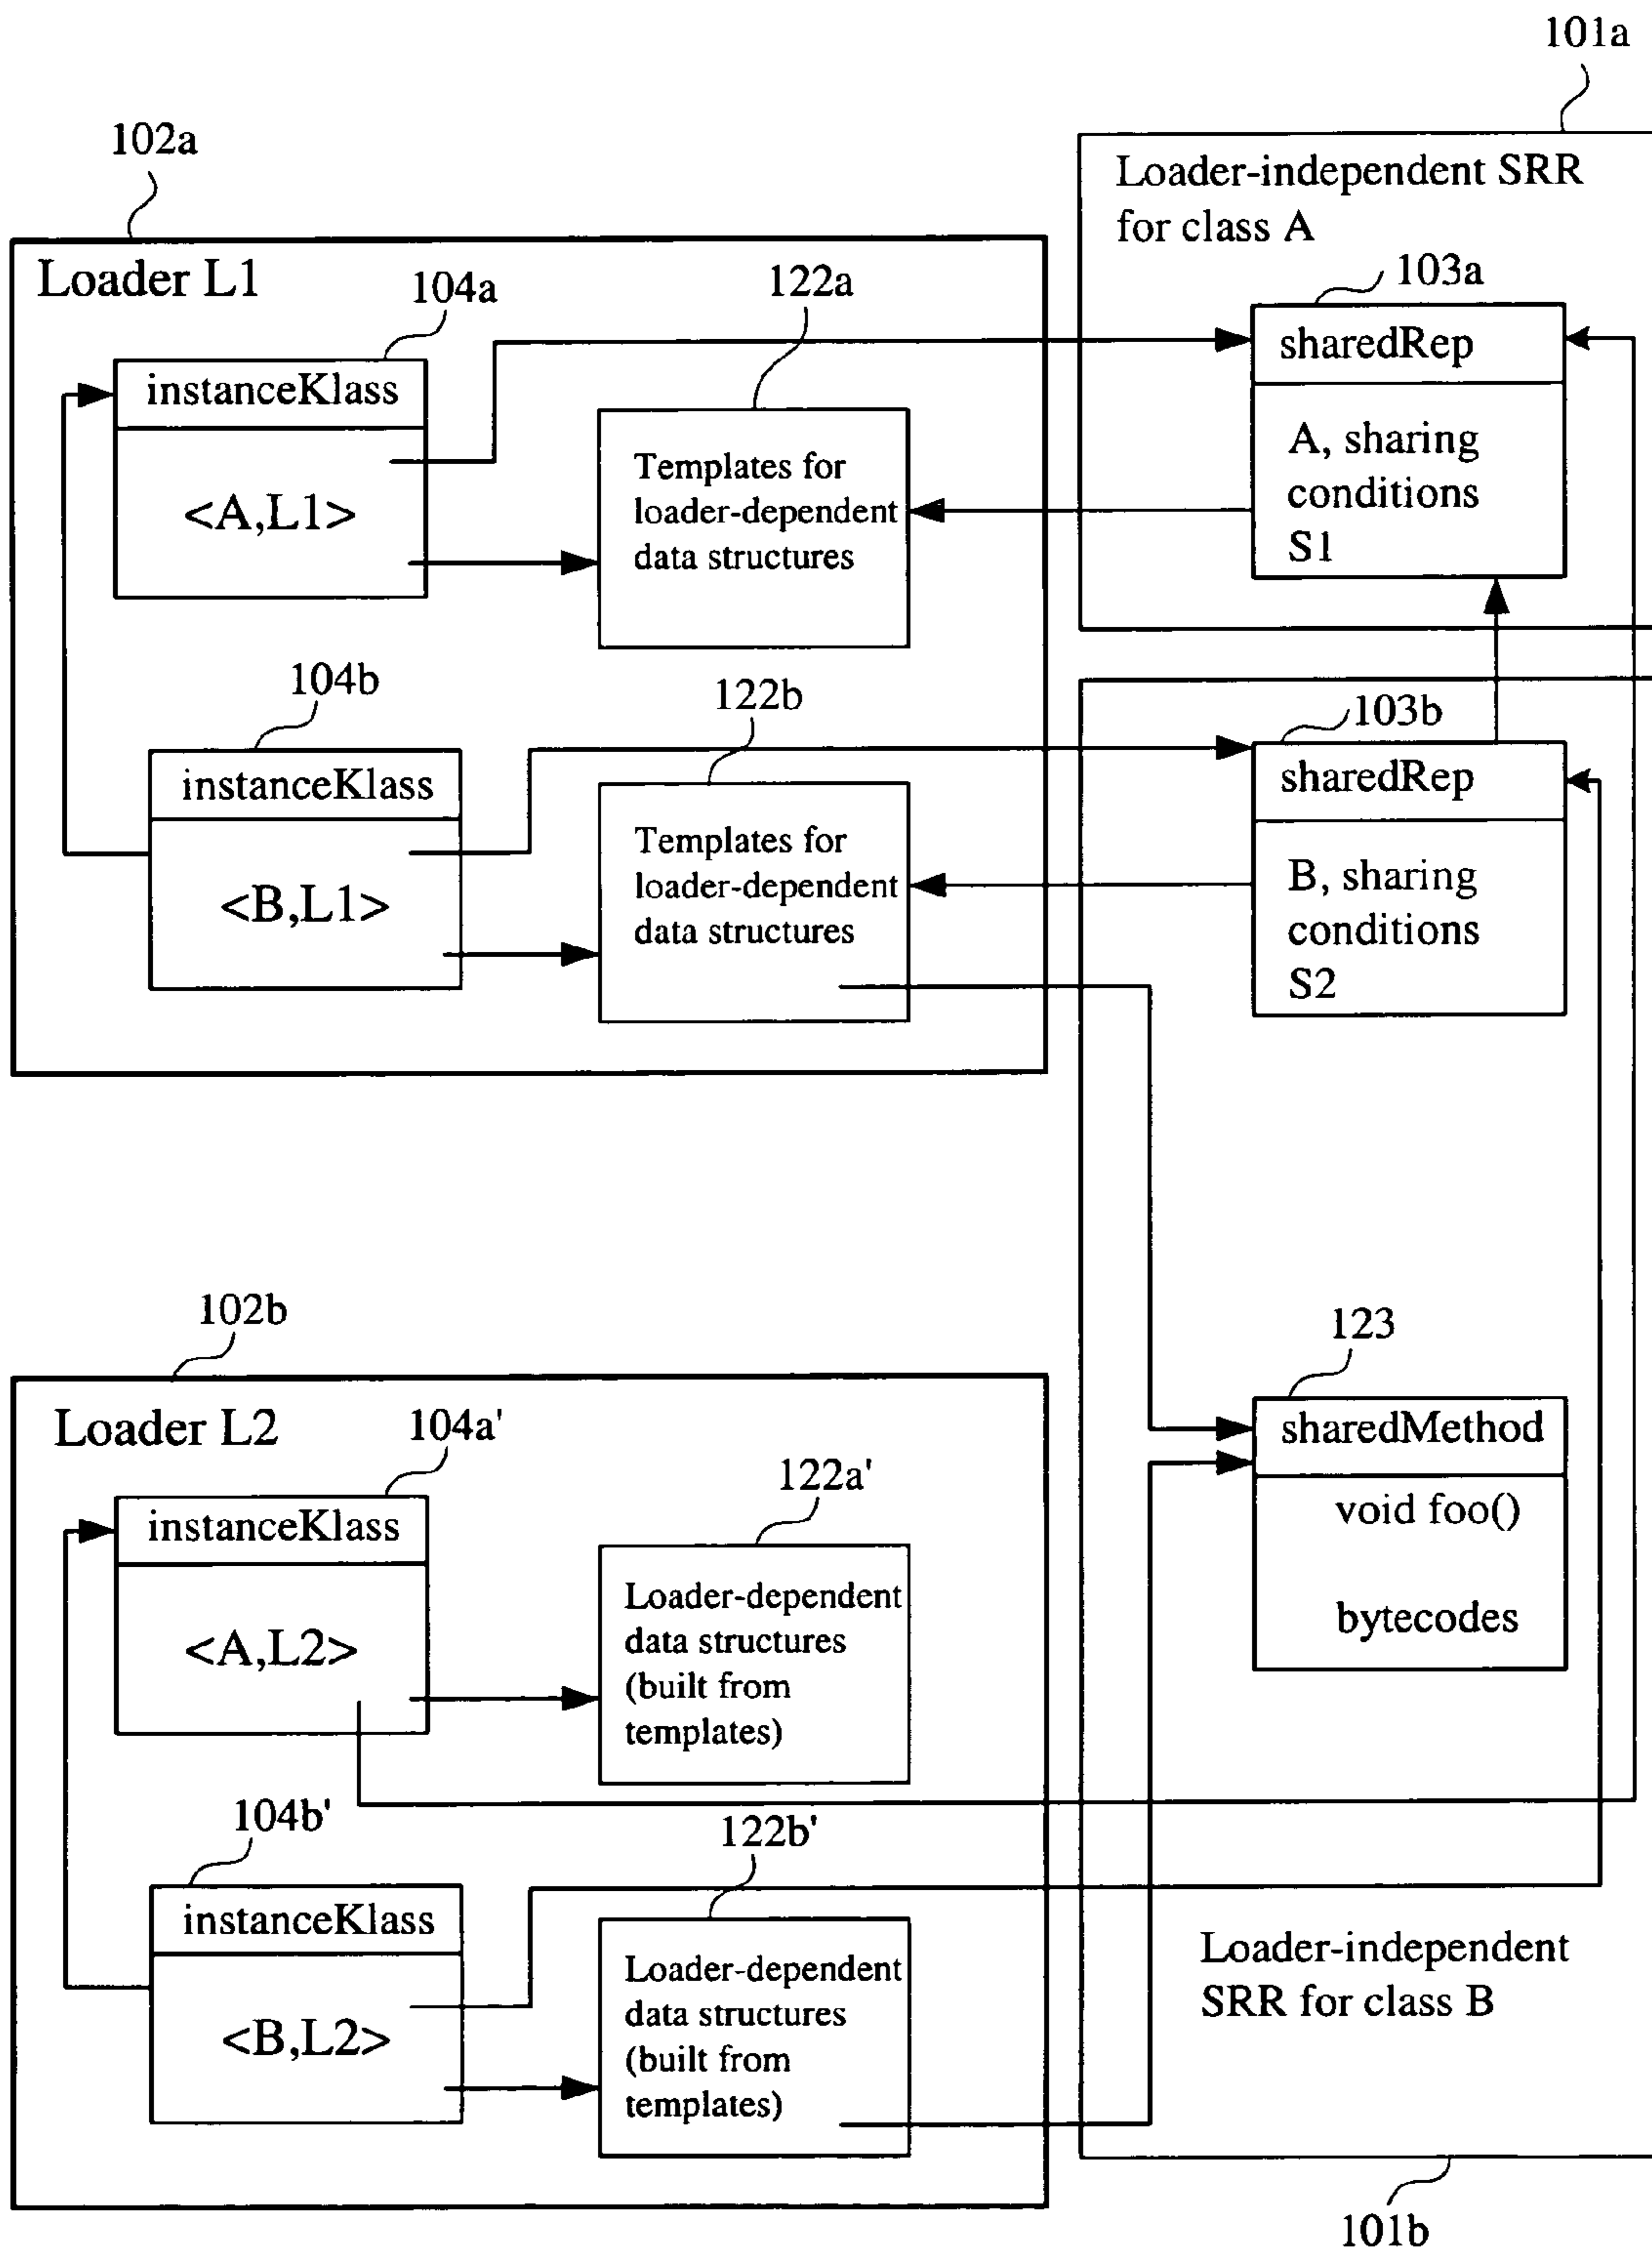 101a
102a
Loader-independent SRR
for class A
Loader L1
104a
122a
103a
instanceKlass
sharedRep
Templates for
loader-dependent
data structures
<A,L1>
A, sharing
conditions
S1
104b
122b
103b
instanceKlass
sharedRep
<B,L1>
Templates for
loader-dependent
data structures
B, sharing
conditions
S2
102b
123
Loader L2
104a'
122a'
sharedMethod
instanceKlass
void foo()
bytecodes
<A,L2>
Loader-dependent
data structures
(built from
templates)
104b'
122b'
instanceKlass
<B,L2>
Loader-dependent
data structures
(built from
templates)
Loader-independent
SRR for class B
101b